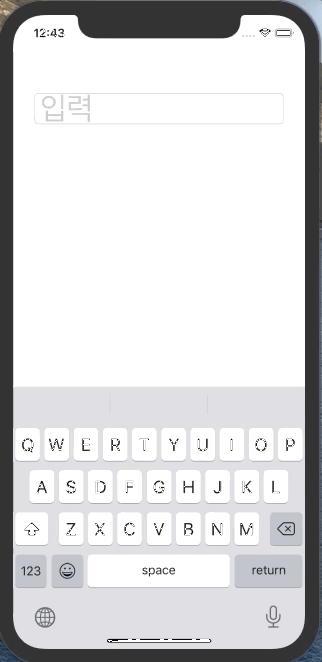 12:43
입력
Q W E R T Y U I O P
A S D F G H J K L
Z X C V B N M
123 space return